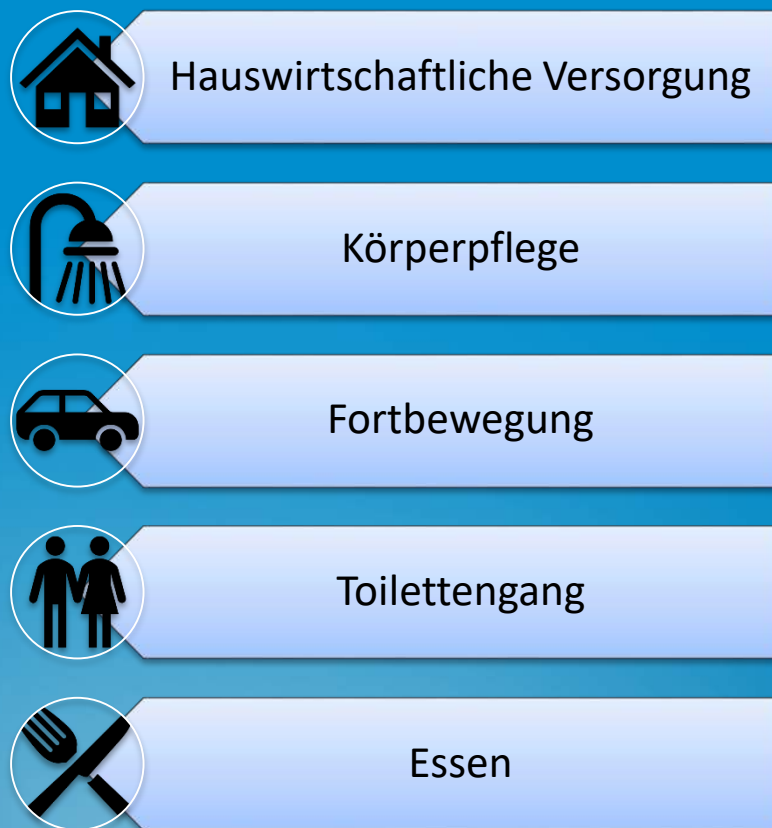 Hauswirtschaftliche Versorgung
Körperpflege
Fortbewegung
Toilettengang
Essen